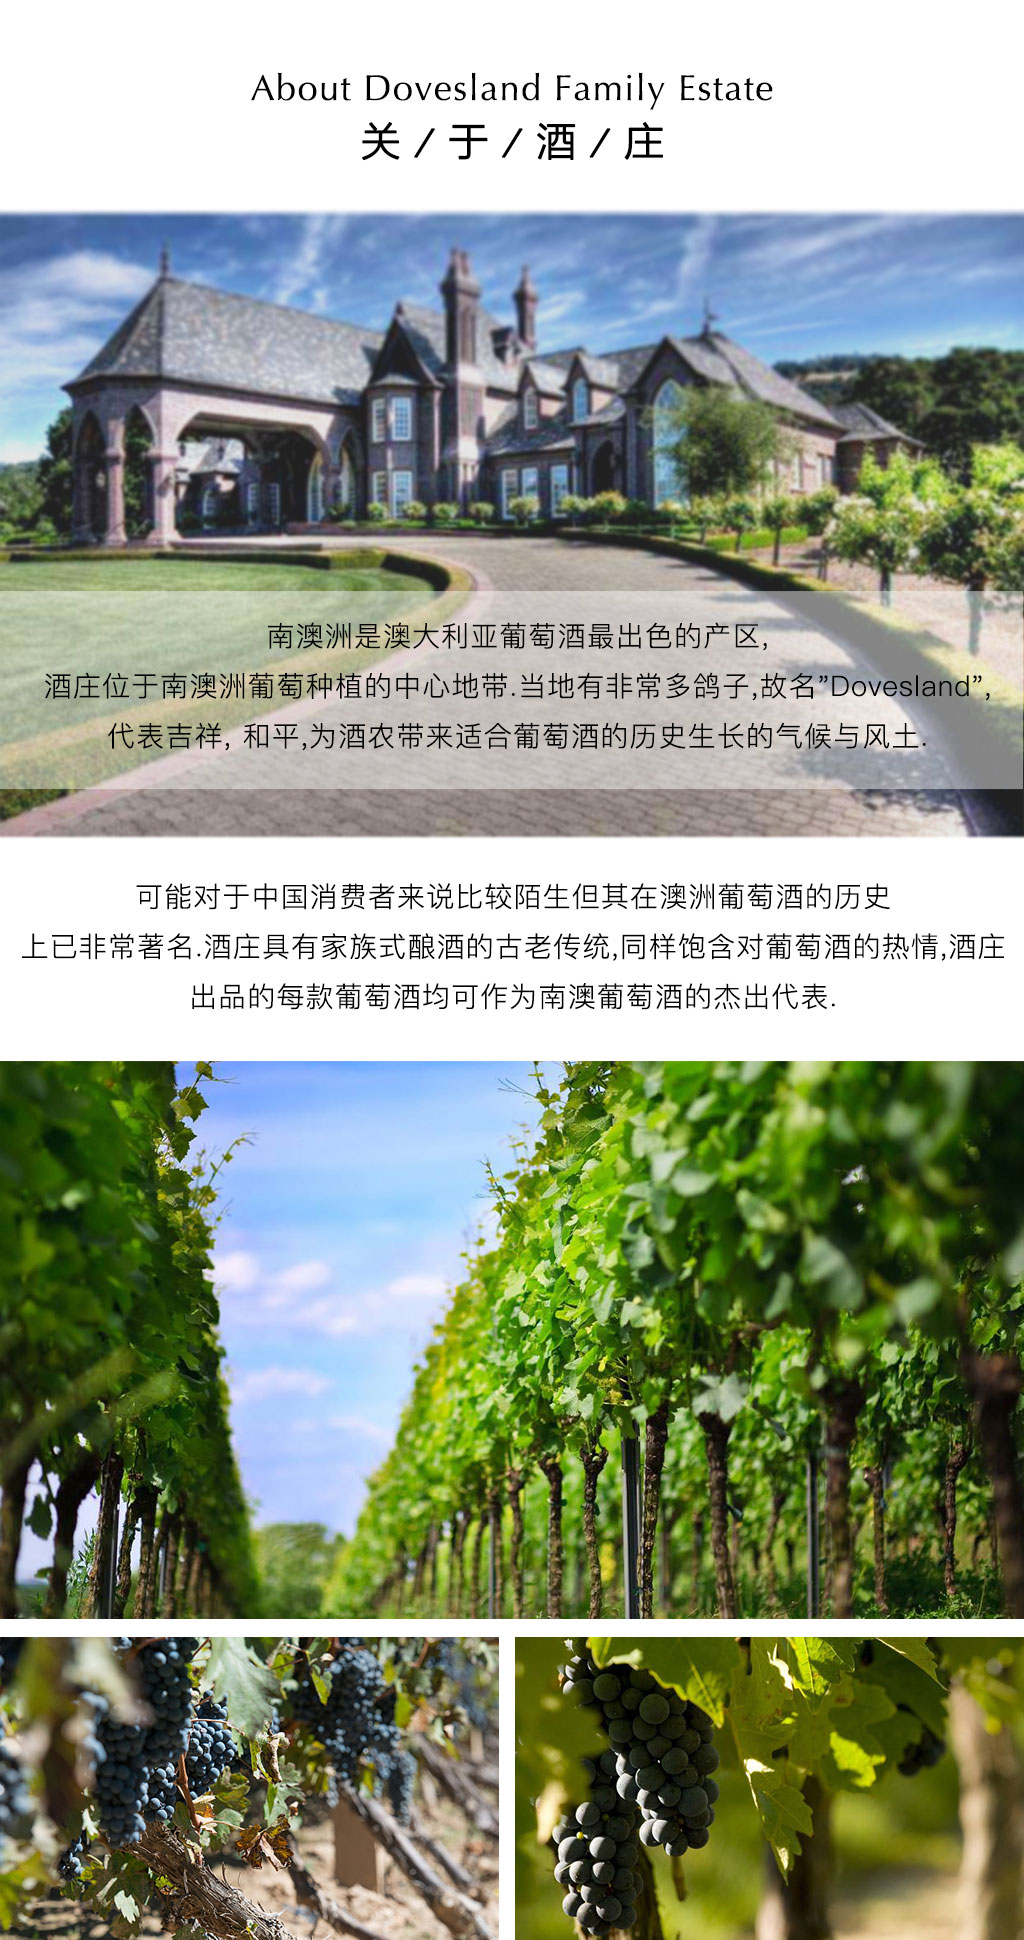 About Dovesland Family Estate
关/于/酒/庄
南澳洲是澳大利亚葡萄酒最出色的产区,
酒庄位于南澳洲葡萄种植的中心地带.当地有非常多鸽子,故名”Dovesland”,
代表吉祥, 和平,为酒农带来适合葡萄酒的历史生长的气候与风土.
可能对于中国消费者来说比较陌生但其在澳洲葡萄酒的历史
上已非常著名.酒庄具有家族式酿酒的古老传统,同样饱含对葡萄酒的热情,酒庄
出品的每款葡萄酒均可作为南澳葡萄酒的杰出代表.